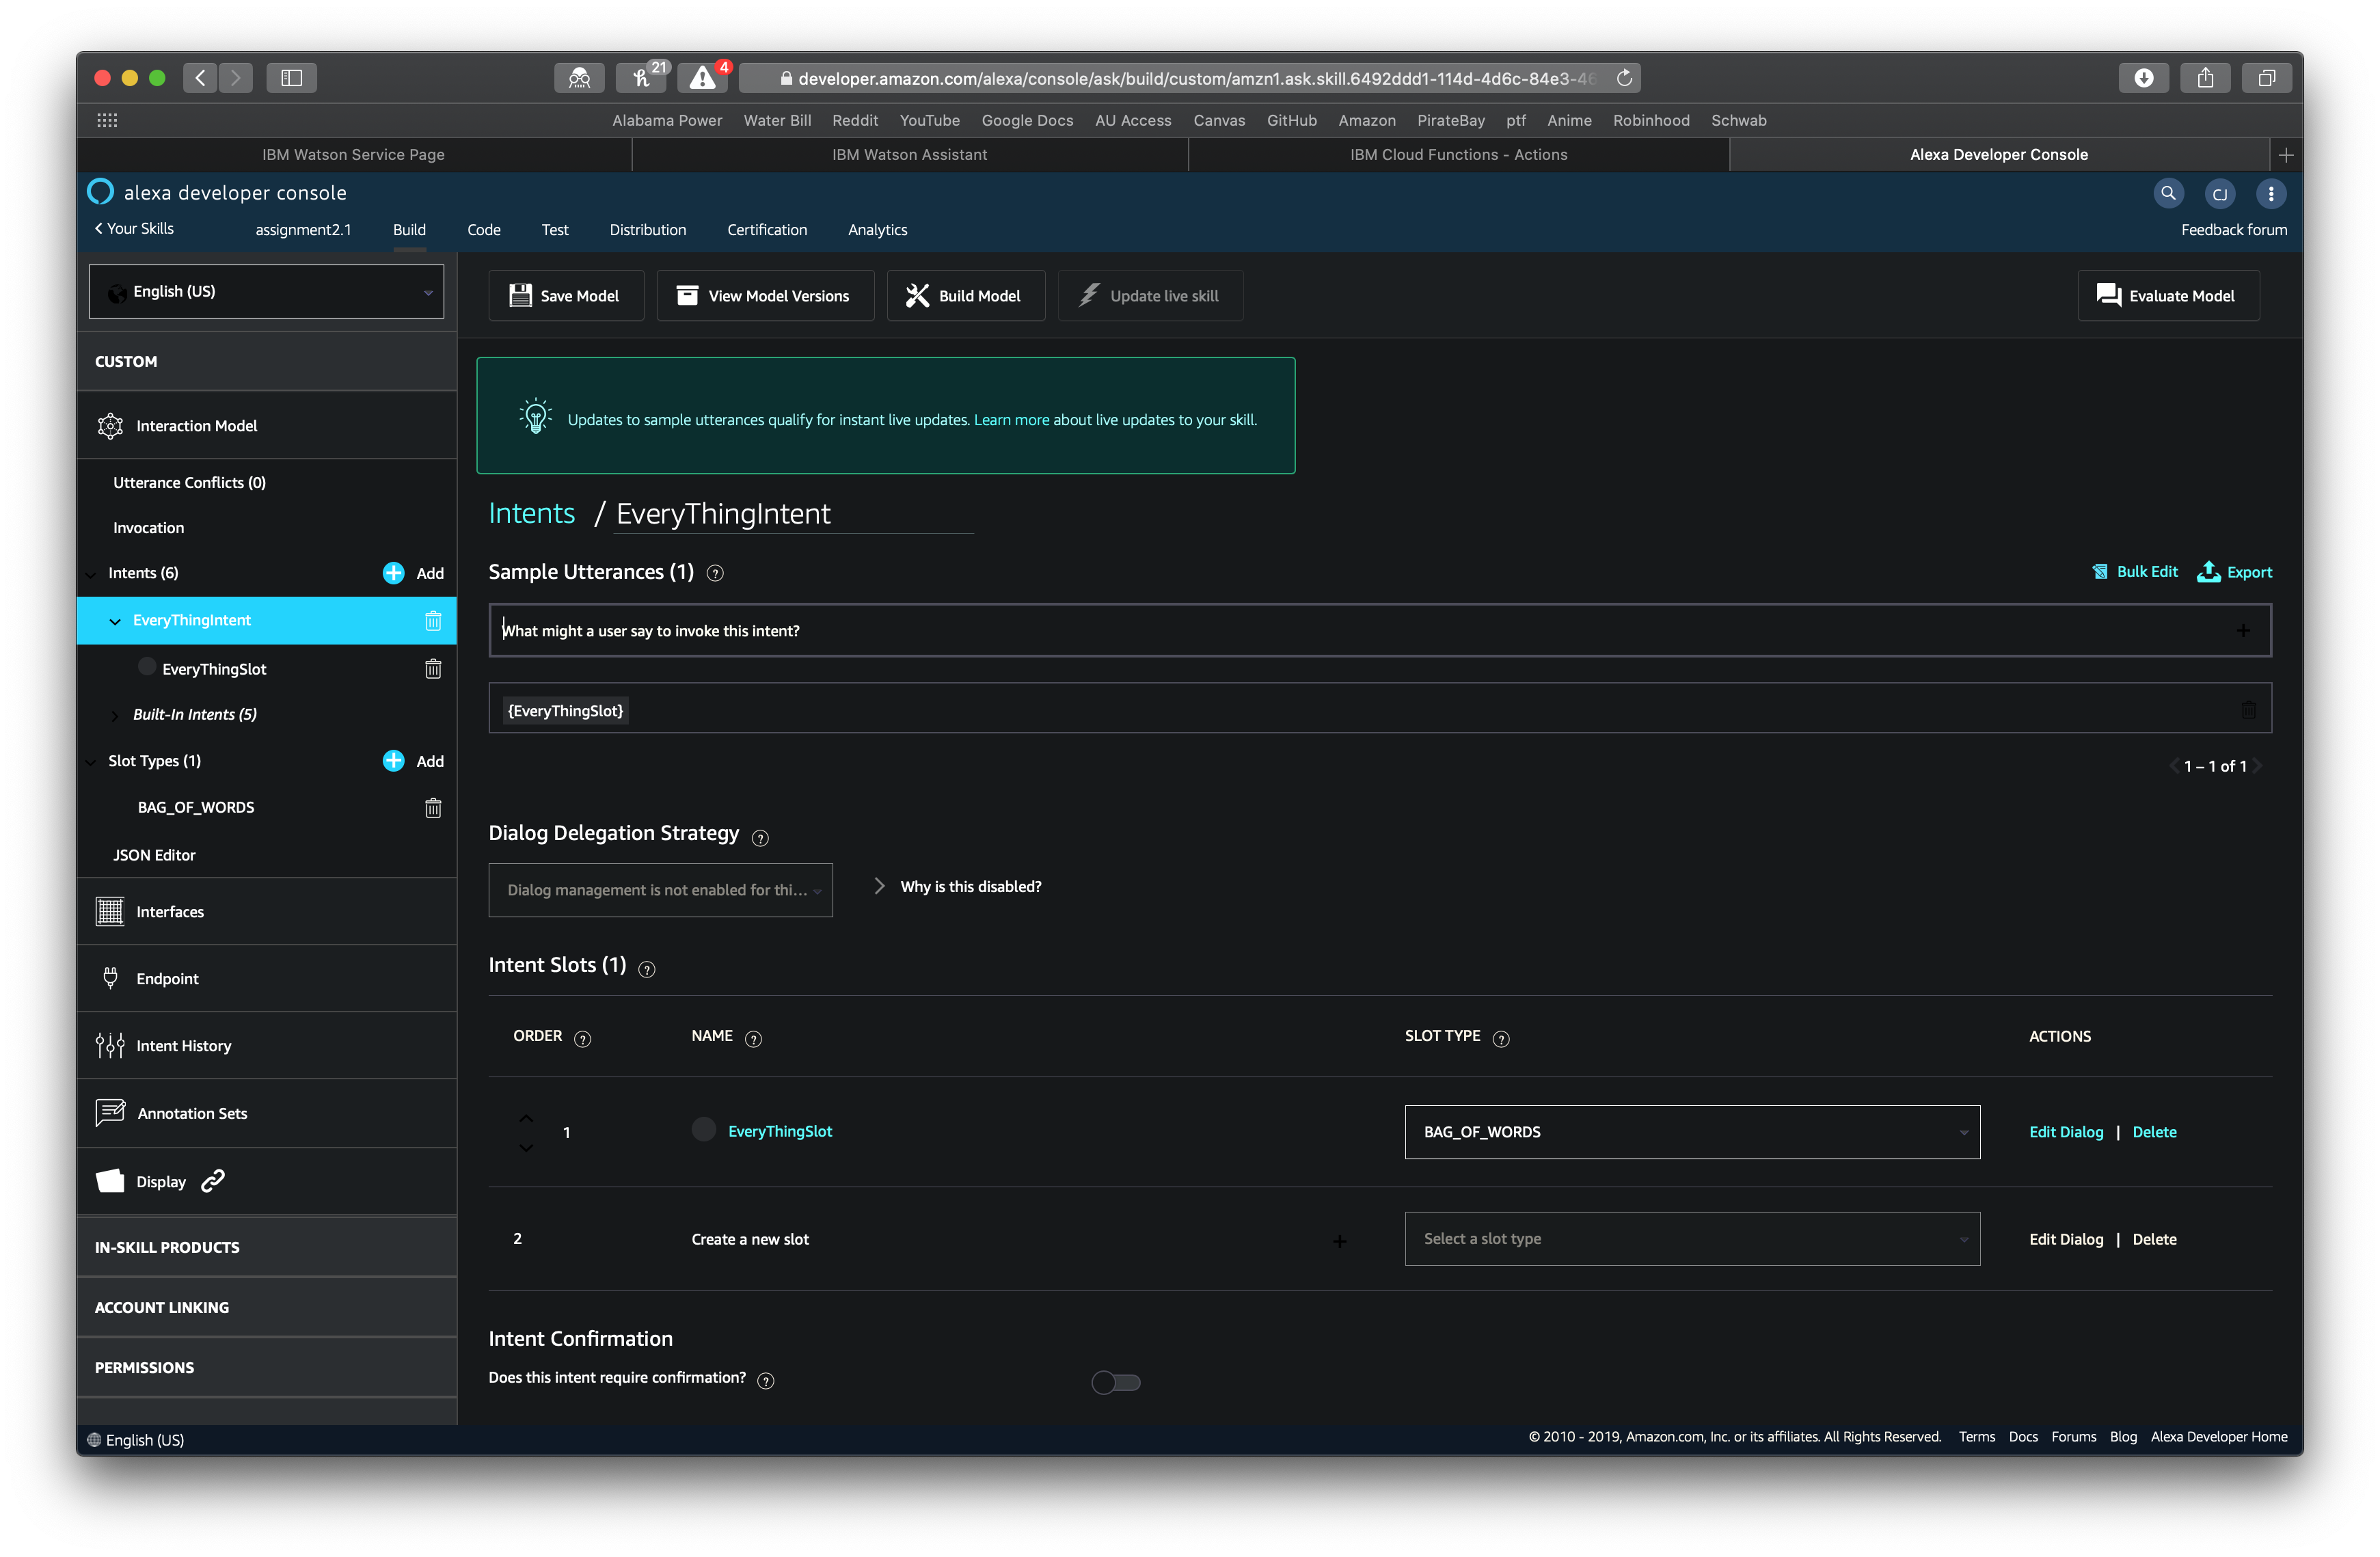 21
4
developer.amazon.com/alexa/console/ask/build/custom/amzn1.ask.skill.6492ddd1-114d-4d6c-84e3-46
Alabama Power Water Bill Reddit YouTube Google Docs AU Access Canvas GitHub Amazon PirateBay ptf Anime Robinhood Schwab
IBM Watson Service Page IBM Watson Assistant IBM Cloud Functions - Actions Alexa Developer Console
alexa developer console
CJ
Your Skills assignment2.1 Build Code Test Distribution Certification Analytics Feedback forum
English (US)
Save Model View Model Versions Build Model Update live skill Evaluate Model
CUSTOM
Interaction Model
Utterance Conflicts (0)
Invocation
Intents (6) Add
EveryThingIntent
EveryThingSlot
Built-In Intents (5)
Slot Types (1) Add
BAG_OF_WORDS
JSON Editor
Interfaces
Endpoint
Intent History
Annotation Sets
Display
IN-SKILL PRODUCTS
ACCOUNT LINKING
PERMISSIONS
Updates to sample utterances qualify for instant live updates. Learn more about live updates to your skill.
Intents / EveryThingIntent
Sample Utterances (1) Bulk Edit Export
What might a user say to invoke this intent?
{EveryThingSlot}
1 – 1 of 1
Dialog Delegation Strategy
Dialog management is not enabled for thi... Why is this disabled?
Intent Slots (1)
ORDER NAME SLOT TYPE ACTIONS
1 EveryThingSlot BAG_OF_WORDS Edit Dialog | Delete
2 Create a new slot Select a slot type Edit Dialog | Delete
Intent Confirmation
Does this intent require confirmation?
English (US)
© 2010 - 2019, Amazon.com, Inc. or its affiliates. All Rights Reserved. Terms Docs Forums Blog Alexa Developer Home